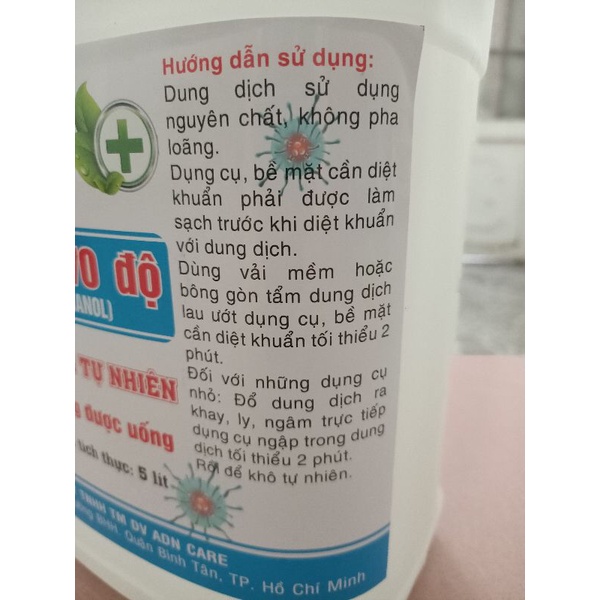 Hướng dẫn sử dụng:
Dung dịch sử dụng
nguyên chất, không pha
loãng.
Dụng cụ, bề mặt cần diệt
khuẩn phải được làm
sạch trước khi diệt khuẩn
với dung dịch.
Dùng vải mềm hoặc
bông gòn tẩm dung dịch
lau ướt dụng cụ, bề mặt
cần diệt khuẩn tối thiểu 2
phút.
Đối với những dụng cụ
nhỏ: Đổ dung dịch ra
khay, ly, ngâm trực tiếp
dụng cụ ngập trong dung
dịch tối thiểu 2 phút.
Rồi để khô tự nhiên.
độ
TỰ NHIÊN
được uống
tích thực: 5 lít
TNHH TM DV ADN CARE
Quận Bình Tân, TP. Hồ Chí Minh